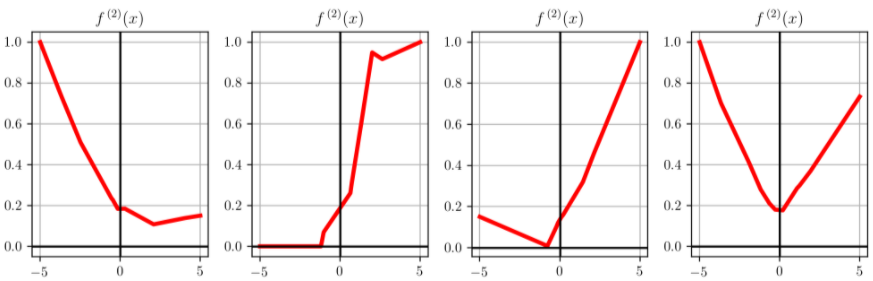 f⁽²⁾(x) f⁽²⁾(x) f⁽²⁾(x) f⁽²⁾(x)
1.0 1.0 1.0 1.0
0.8 0.8 0.8 0.8
0.6 0.6 0.6 0.6
0.4 0.4 0.4 0.4
0.2 0.2 0.2 0.2
0.0 0.0 0.0 0.0
−5 0 5 −5 0 5 −5 0 5 −5 0 5